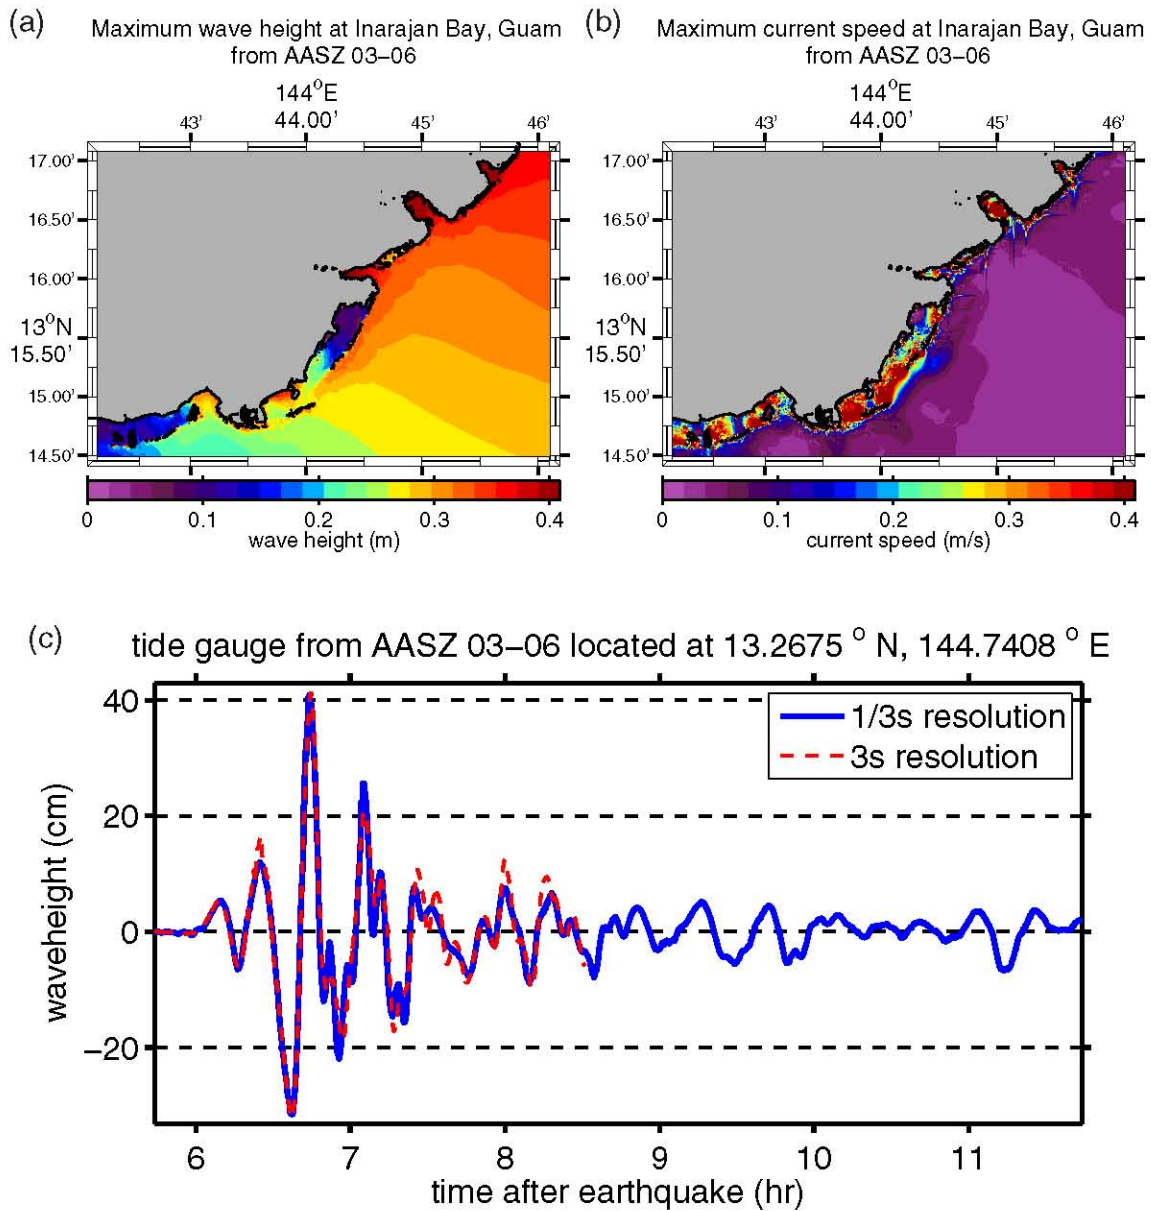 (a)
Maximum wave height at Inarajan Bay, Guam
from AASZ 03–06
144°E
43' 44.00' 45' 46'
17.00'
16.50'
16.00'
13°N
15.50'
15.00'
14.50'
0 0.1 0.2 0.3 0.4
wave height (m)
(b)
Maximum current speed at Inarajan Bay, Guam
from AASZ 03–06
144°E
43' 44.00' 45' 46'
17.00'
16.50'
16.00'
13°N
15.50'
15.00'
14.50'
0 0.1 0.2 0.3 0.4
current speed (m/s)
(c)
tide gauge from AASZ 03–06 located at 13.2675 ° N, 144.7408 ° E
1/3s resolution
3s resolution
waveheight (cm)
40
20
0
−20
6 7 8 9 10 11
time after earthquake (hr)